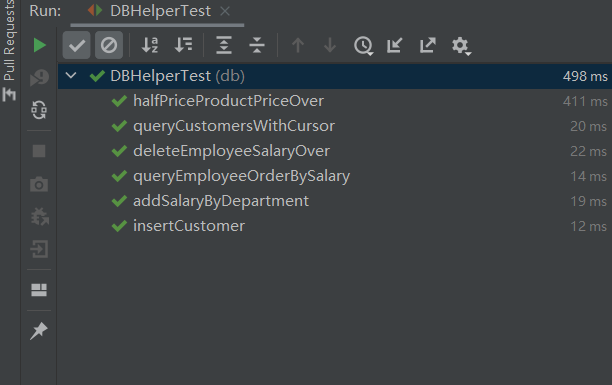 Run: DBHelperTest
Pull Requests
DBHelperTest (db) 498 ms
halfPriceProductPriceOver 411 ms
queryCustomersWithCursor 20 ms
deleteEmployeeSalaryOver 22 ms
queryEmployeeOrderBySalary 14 ms
addSalaryByDepartment 19 ms
insertCustomer 12 ms